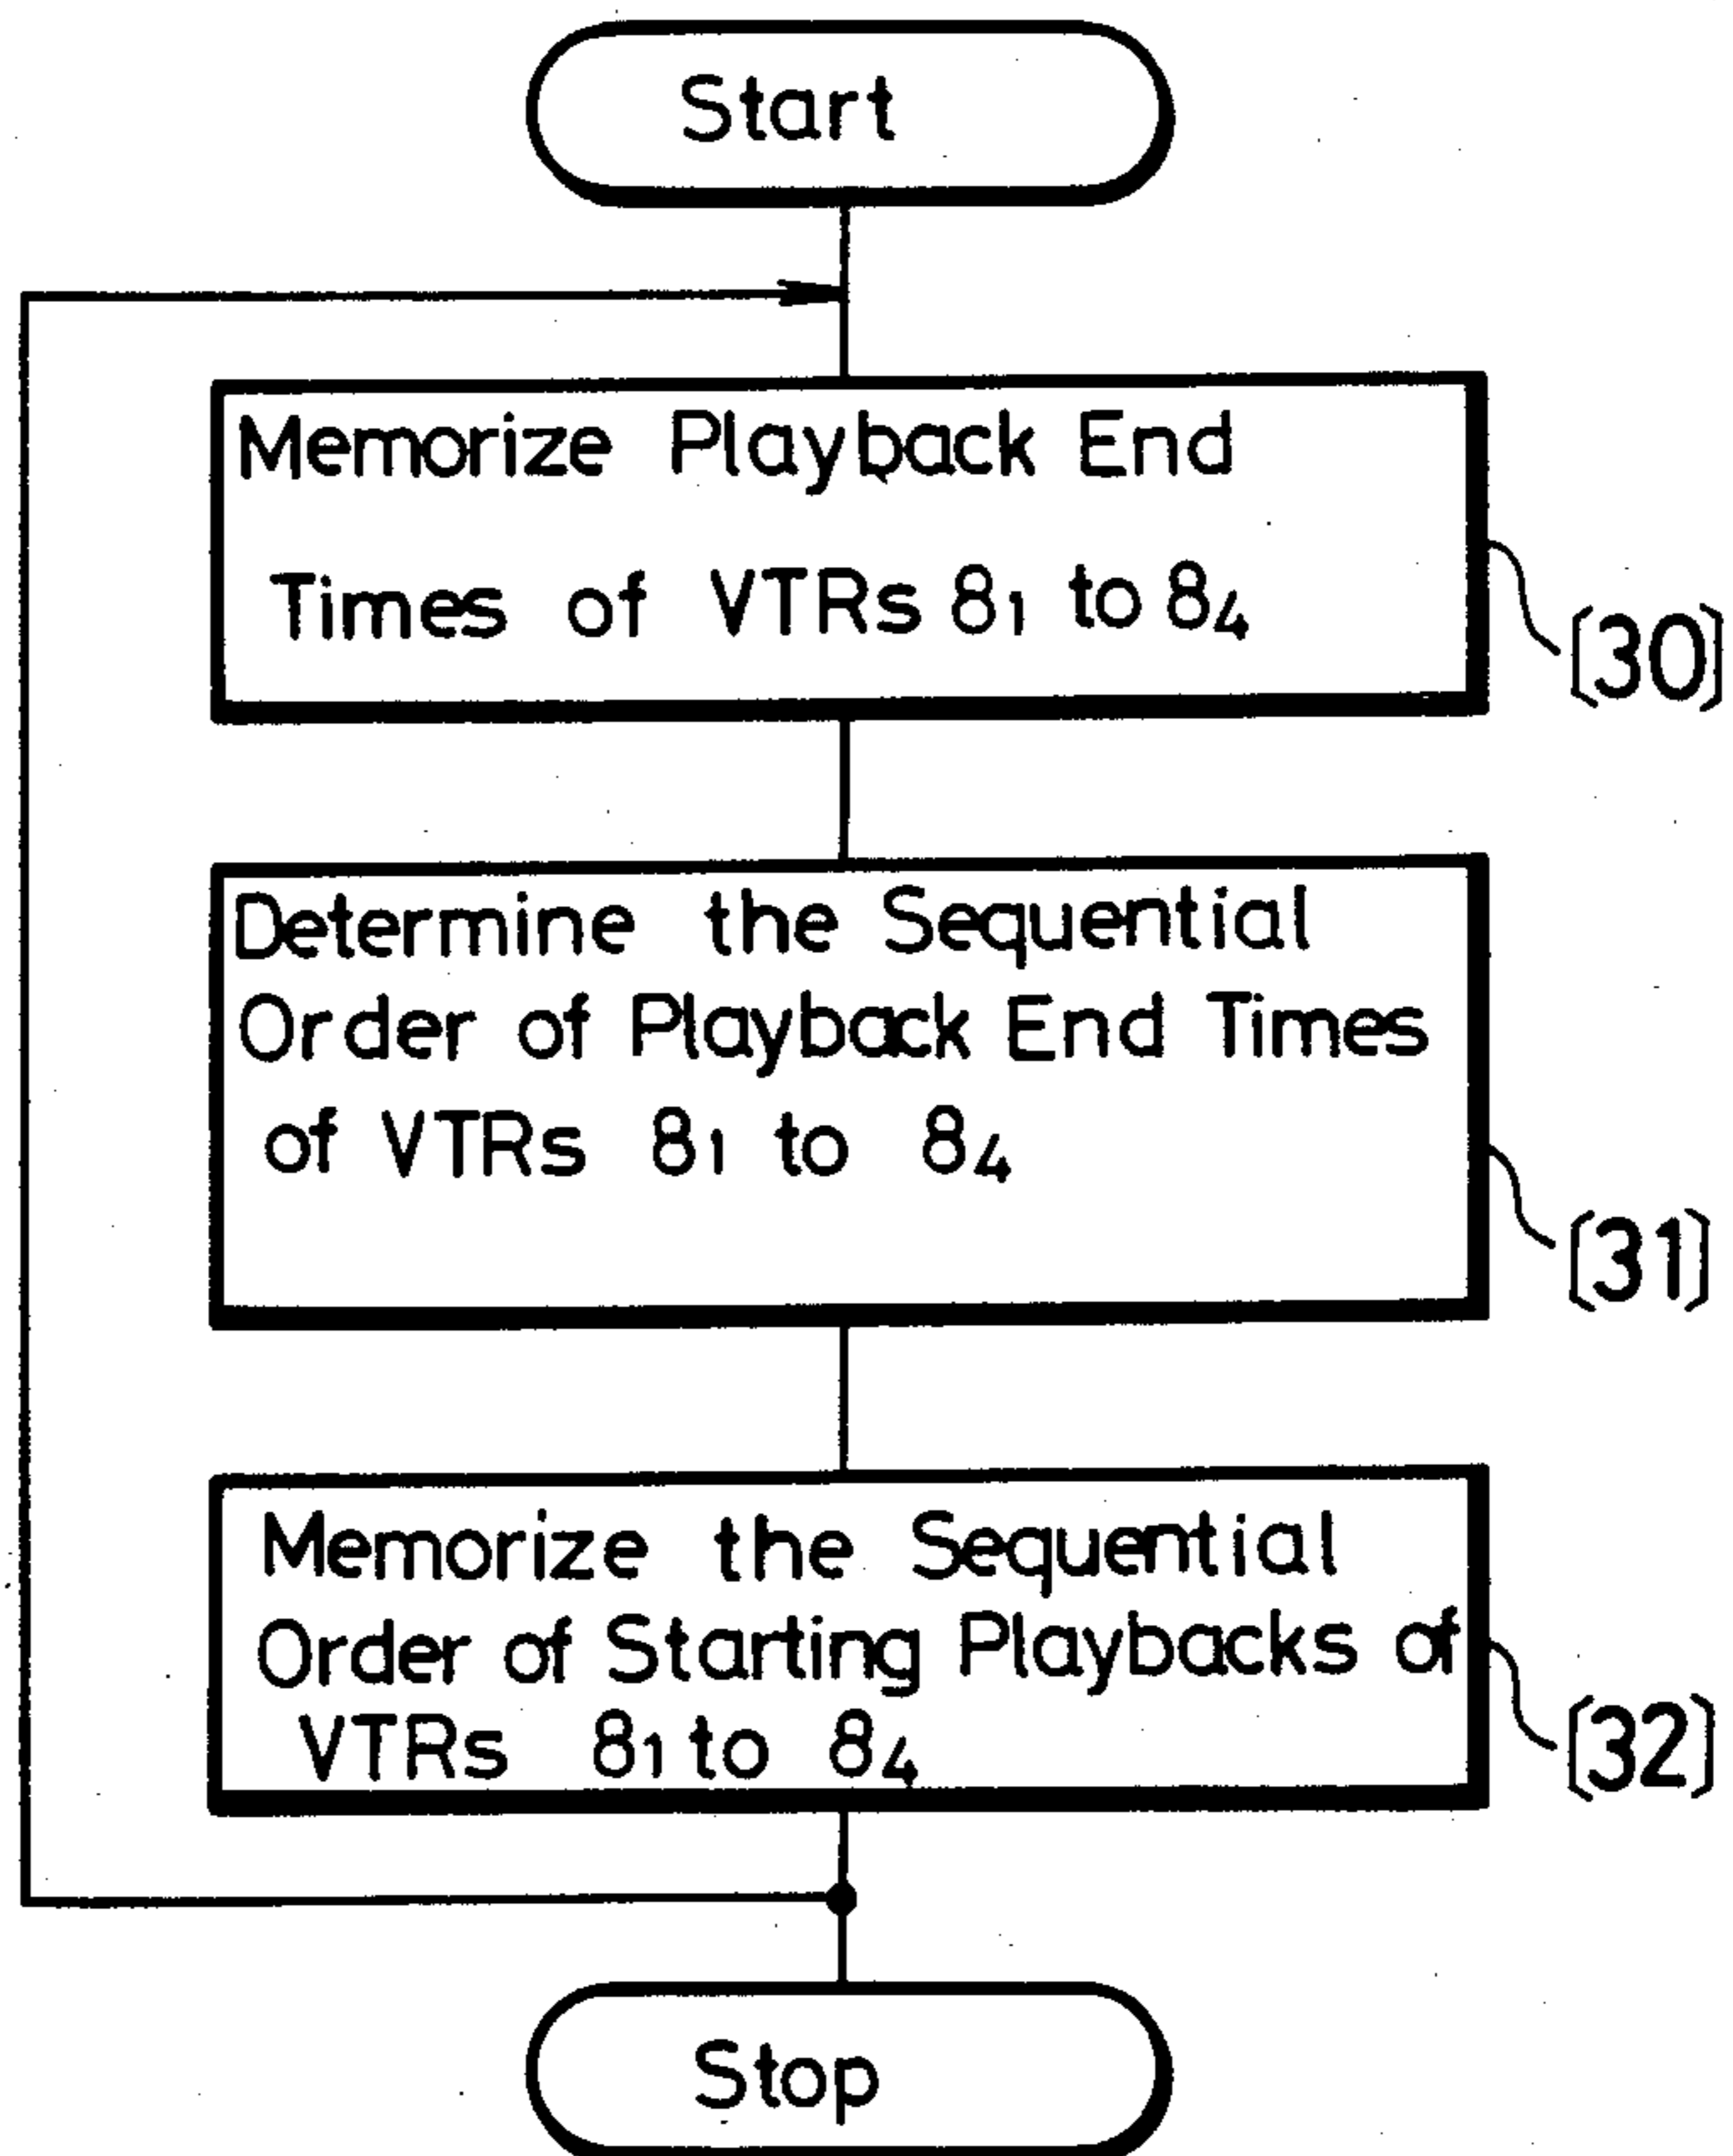 Start
Memorize Playback End
Times of VTRs 8₁ to 8₄
[30]
Determine the Sequential
Order of Playback End Times
of VTRs 8₁ to 8₄
[31]
Memorize the Sequential
Order of Starting Playbacks of
VTRs 8₁ to 8₄
[32]
Stop